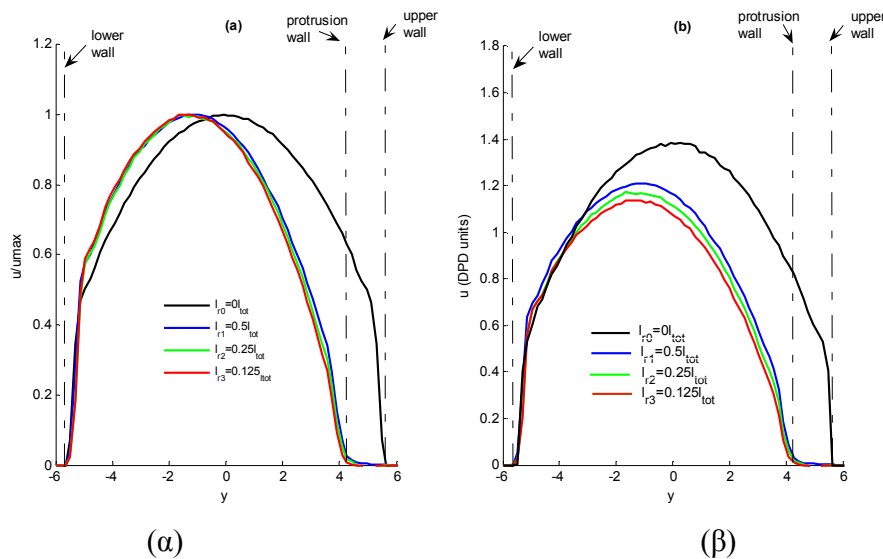 (a)
lower
wall
protrusion
wall
upper
wall
1.2
1
0.8
0.6
0.4
0.2
0
u/umax
l_r0=0l_tot
l_r1=0.5l_tot
l_r2=0.25l_tot
l_r3=0.125_ltot
-6 -4 -2 0 2 4 6
y
(α)
(b)
lower
wall
protrusion
wall
upper
wall
1.8
1.6
1.4
1.2
1
0.8
0.6
0.4
0.2
0
u (DPD units)
l_r0=0l_tot
l_r1=0.5l_tot
l_r2=0.25l_tot
l_r3=0.125l_tot
-6 -4 -2 0 2 4 6
y
(β)